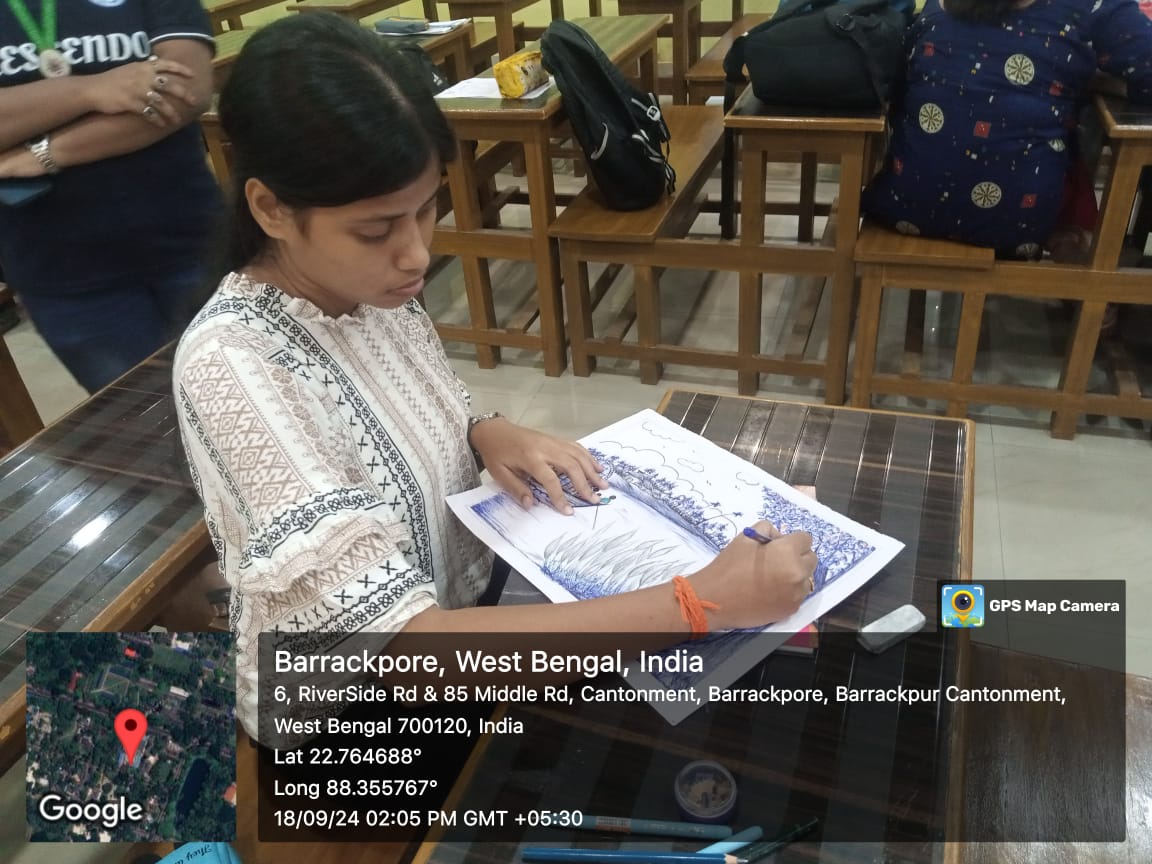 ESCENDO
GPS Map Camera
Barrackpore, West Bengal, India
6, RiverSide Rd & 85 Middle Rd, Cantonment, Barrackpore, Barrackpur Cantonment,
West Bengal 700120, India
Lat 22.764688°
Long 88.355767°
18/09/24 02:05 PM GMT +05:30
Google
They